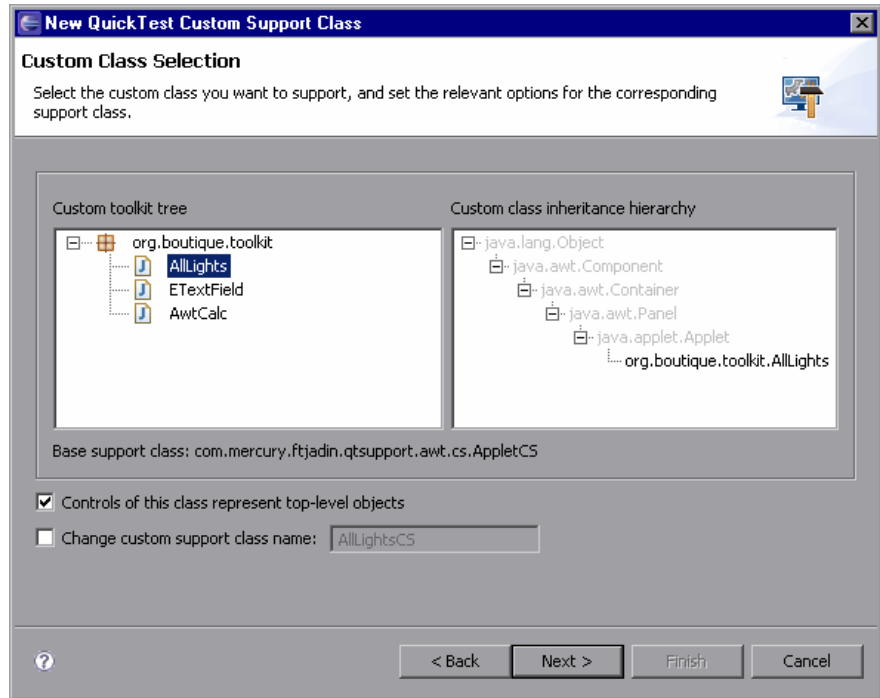 New QuickTest Custom Support Class
Custom Class Selection
Select the custom class you want to support, and set the relevant options for the corresponding
support class.
Custom toolkit tree
org.boutique.toolkit
AllLights
ETextField
AwtCalc
Custom class inheritance hierarchy
java.lang.Object
java.awt.Component
java.awt.Container
java.awt.Panel
java.applet.Applet
org.boutique.toolkit.AllLights
Base support class: com.mercury.ftjadin.qtsupport.awt.cs.AppletCS
Controls of this class represent top-level objects
Change custom support class name: AllLightsCS
? < Back Next > Finish Cancel